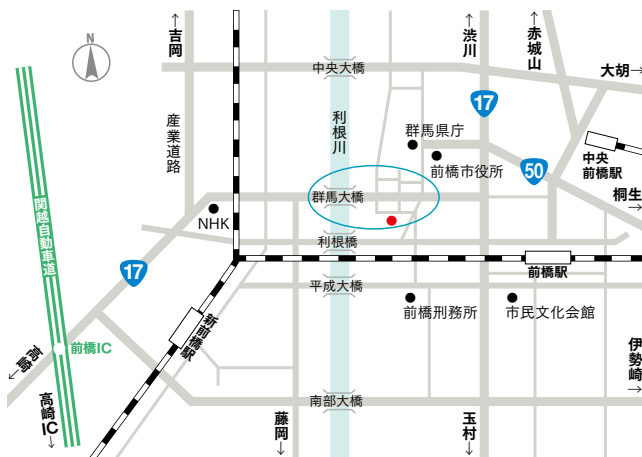 ←吉岡
←渋川
←赤城山
N
中央大橋
大胡→
産業道路
利根川
17
群馬県庁
前橋市役所
中央
前橋駅
50
群馬大橋
桐生→
NHK
関越自動車道
利根橋
17
前橋駅
平成大橋
新前橋駅
前橋刑務所
市民文化会館
前橋IC
高崎→
高崎IC→
伊勢崎→
南部大橋
藤岡→
玉村→